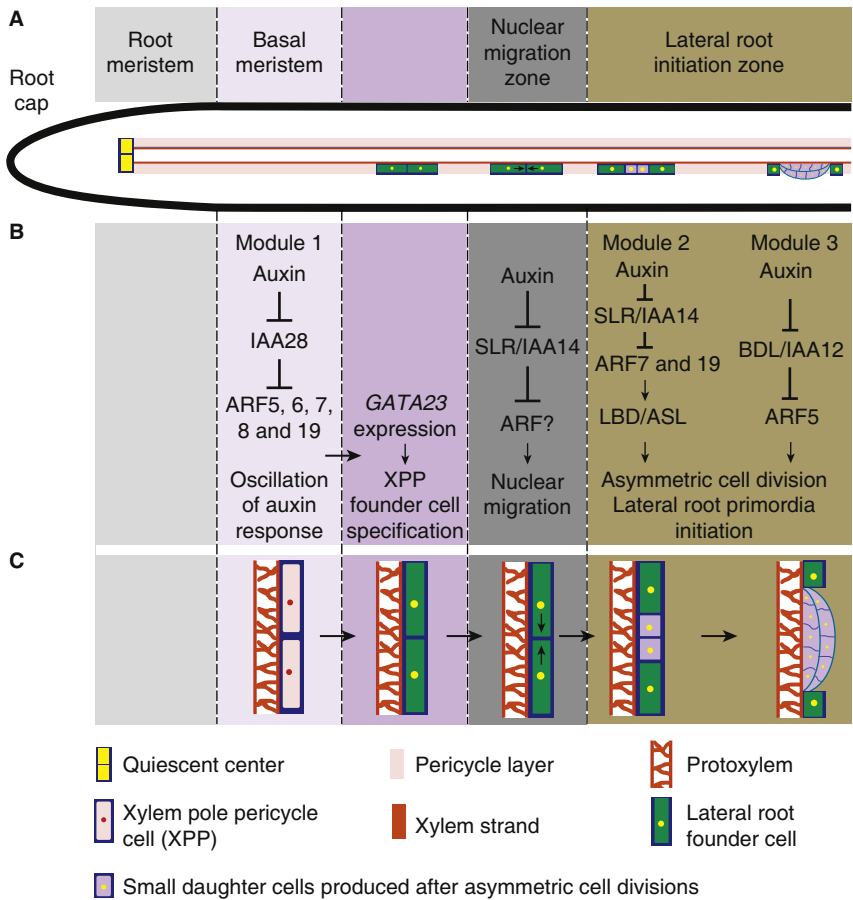 A
Root
meristem
Basal
meristem
Nuclear
migration
zone
Lateral root
initiation zone
Root
cap
B
Module 1
Auxin
IAA28
ARF5, 6, 7,
8 and 19
Oscillation
of auxin
response
GATA23
expression
XPP
founder cell
specification
Auxin
SLR/IAA14
ARF?
Nuclear
migration
Module 2
Auxin
SLR/IAA14
ARF7 and 19
LBD/ASL
Module 3
Auxin
BDL/IAA12
ARF5
Asymmetric cell division
Lateral root primordia
initiation
C
Quiescent center
Pericycle layer
Protoxylem
Xylem pole pericycle
cell (XPP)
Xylem strand
Lateral root
founder cell
Small daughter cells produced after asymmetric cell divisions